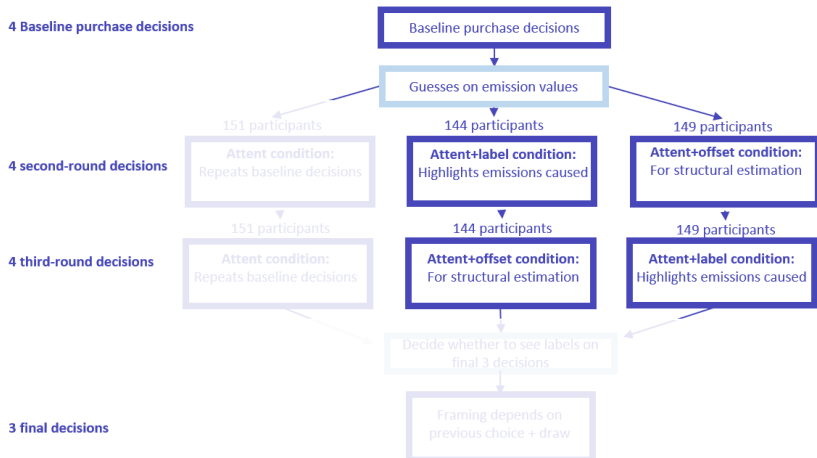 4 Baseline purchase decisions
Baseline purchase decisions
Guesses on emission values
151 participants
144 participants
149 participants
4 second-round decisions
Attent condition:
Repeats baseline decisions
Attent+label condition:
Highlights emissions caused
Attent+offset condition:
For structural estimation
151 participants
144 participants
149 participants
4 third-round decisions
Attent condition:
Repeats baseline decisions
Attent+offset condition:
For structural estimation
Attent+label condition:
Highlights emissions caused
Decide whether to see labels on
final 3 decisions
3 final decisions
Framing depends on
previous choice + draw